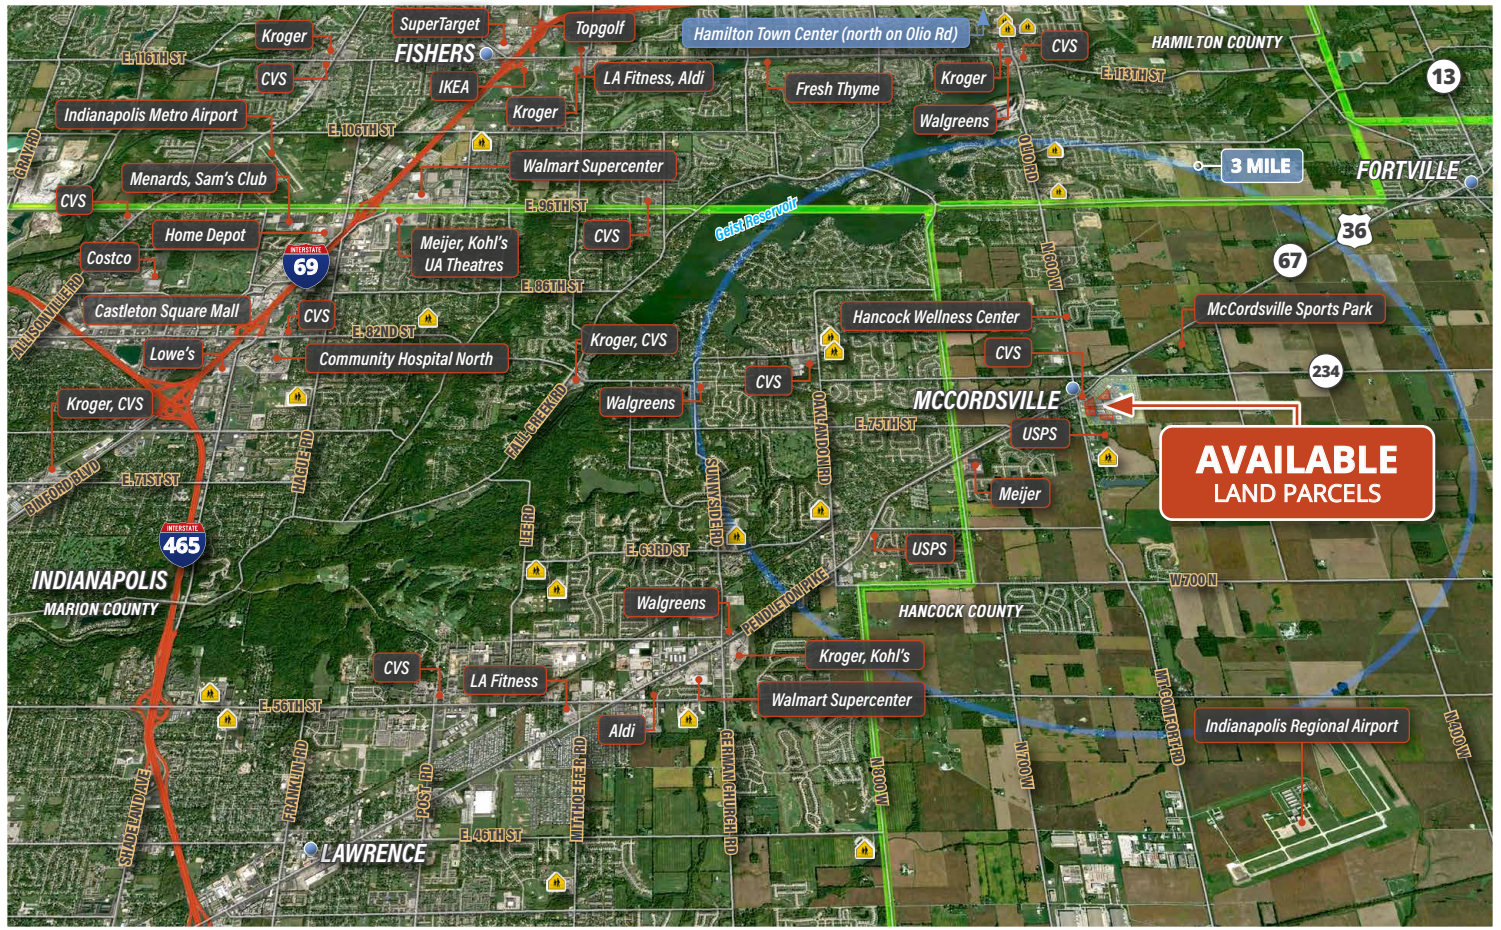 SuperTarget
Topgolf
Kroger
Hamilton Town Center (north on Olio Rd)
CVS
HAMILTON COUNTY
FISHERS
E. 116TH ST
CVS
IKEA
LA Fitness, Aldi
Fresh Thyme
Kroger
E. 113TH ST
13
Indianapolis Metro Airport
Kroger
Walgreens
E. 106TH ST
GRAY RD
OLIO RD
Walmart Supercenter
3 MILE
FORTVILLE
Menards, Sam's Club
CVS
E. 96TH ST
Geist Reservoir
Home Depot
CVS
Meijer, Kohl's
UA Theatres
36
Costco
INTERSTATE
69
67
N 600 W
E. 86TH ST
ALLISONVILLE RD
Castleton Square Mall
CVS
E. 82ND ST
Hancock Wellness Center
McCordsville Sports Park
Lowe's
Community Hospital North
Kroger, CVS
CVS
CVS
234
Kroger, CVS
Walgreens
MCCORDSVILLE
FALL CREEK RD
OAKLANDON RD
E. 75TH ST
USPS
AVAILABLE
LAND PARCELS
HAGUE RD
BINFORD BLVD
E. 71ST ST
SUNNYSIDE RD
Meijer
INTERSTATE
465
LEE RD
E. 63RD ST
USPS
INDIANAPOLIS
MARION COUNTY
W 700 N
PENDLETON PIKE
Walgreens
HANCOCK COUNTY
Kroger, Kohl's
CVS
LA Fitness
Walmart Supercenter
E. 56TH ST
Aldi
MT. COMFORT RD
Indianapolis Regional Airport
N 400 W
SHADELAND AVE
FRANKLIN RD
POST RD
MITTHOEFFER RD
GERMAN CHURCH RD
N 800 W
N 700 W
E. 46TH ST
LAWRENCE